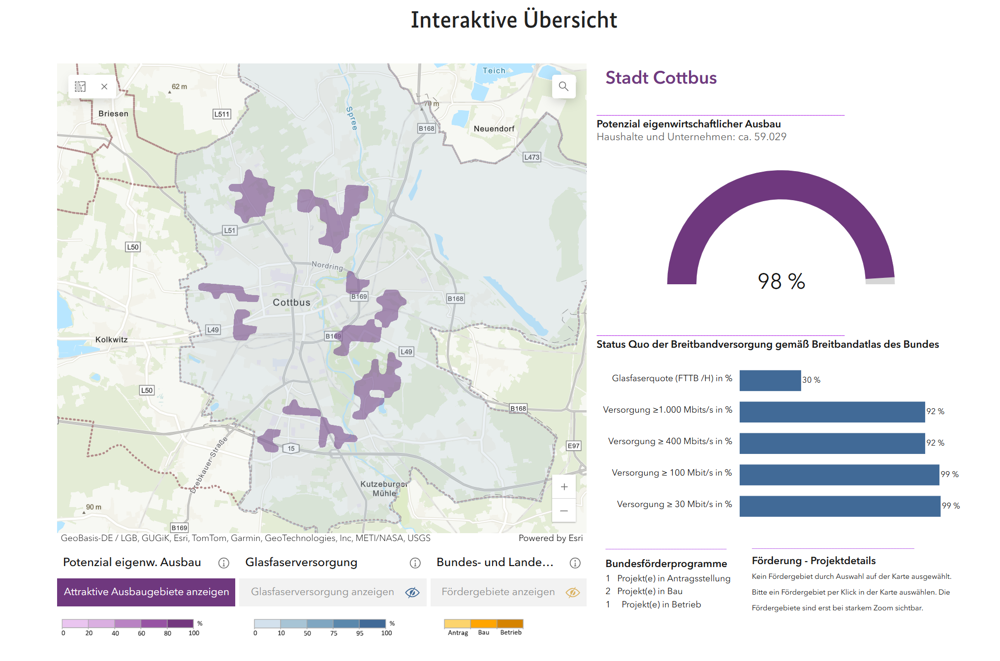 Interaktive Übersicht
Teich
62 m
Briesen
L511
70 m
Spree
B168
Neuendorf
L473
L51
L50
Nordring
B169
Cottbus
B168
L49
Kolkwitz
B169
L49
L50
B168
15
E97
Drebkauer Straße
Kutzeburger
Mühle
90 m
B169
+
−
GeoBasis-DE / LGB, GUGiK, Esri, TomTom, Garmin, GeoTechnologies, Inc, METI/NASA, USGS
Powered by Esri
Potenzial eigenw. Ausbau
Glasfaserversorgung
Bundes- und Lande...
Attraktive Ausbaugebiete anzeigen
Glasfaserversorgung anzeigen
Fördergebiete anzeigen
0 20 40 60 80 100 %
0 10 50 75 95 100 %
Antrag Bau Betrieb
Stadt Cottbus
Potenzial eigenwirtschaftlicher Ausbau
Haushalte und Unternehmen: ca. 59.029
98 %
Status Quo der Breitbandversorgung gemäß Breitbandatlas des Bundes
Glasfaserquote (FTTB /H) in % 30 %
Versorgung ≥1.000 Mbits/s in % 92 %
Versorgung ≥ 400 Mbits/s in % 92 %
Versorgung ≥ 100 Mbit/s in % 99 %
Versorgung ≥ 30 Mbit/s in % 99 %
Bundesförderprogramme
1 Projekt(e) in Antragsstellung
2 Projekt(e) in Bau
1 Projekt(e) in Betrieb
Förderung - Projektdetails
Kein Fördergebiet durch Auswahl auf der Karte ausgewählt.
Bitte ein Fördergebiet per Klick in der Karte auswählen. Die
Fördergebiete sind erst bei starkem Zoom sichtbar.